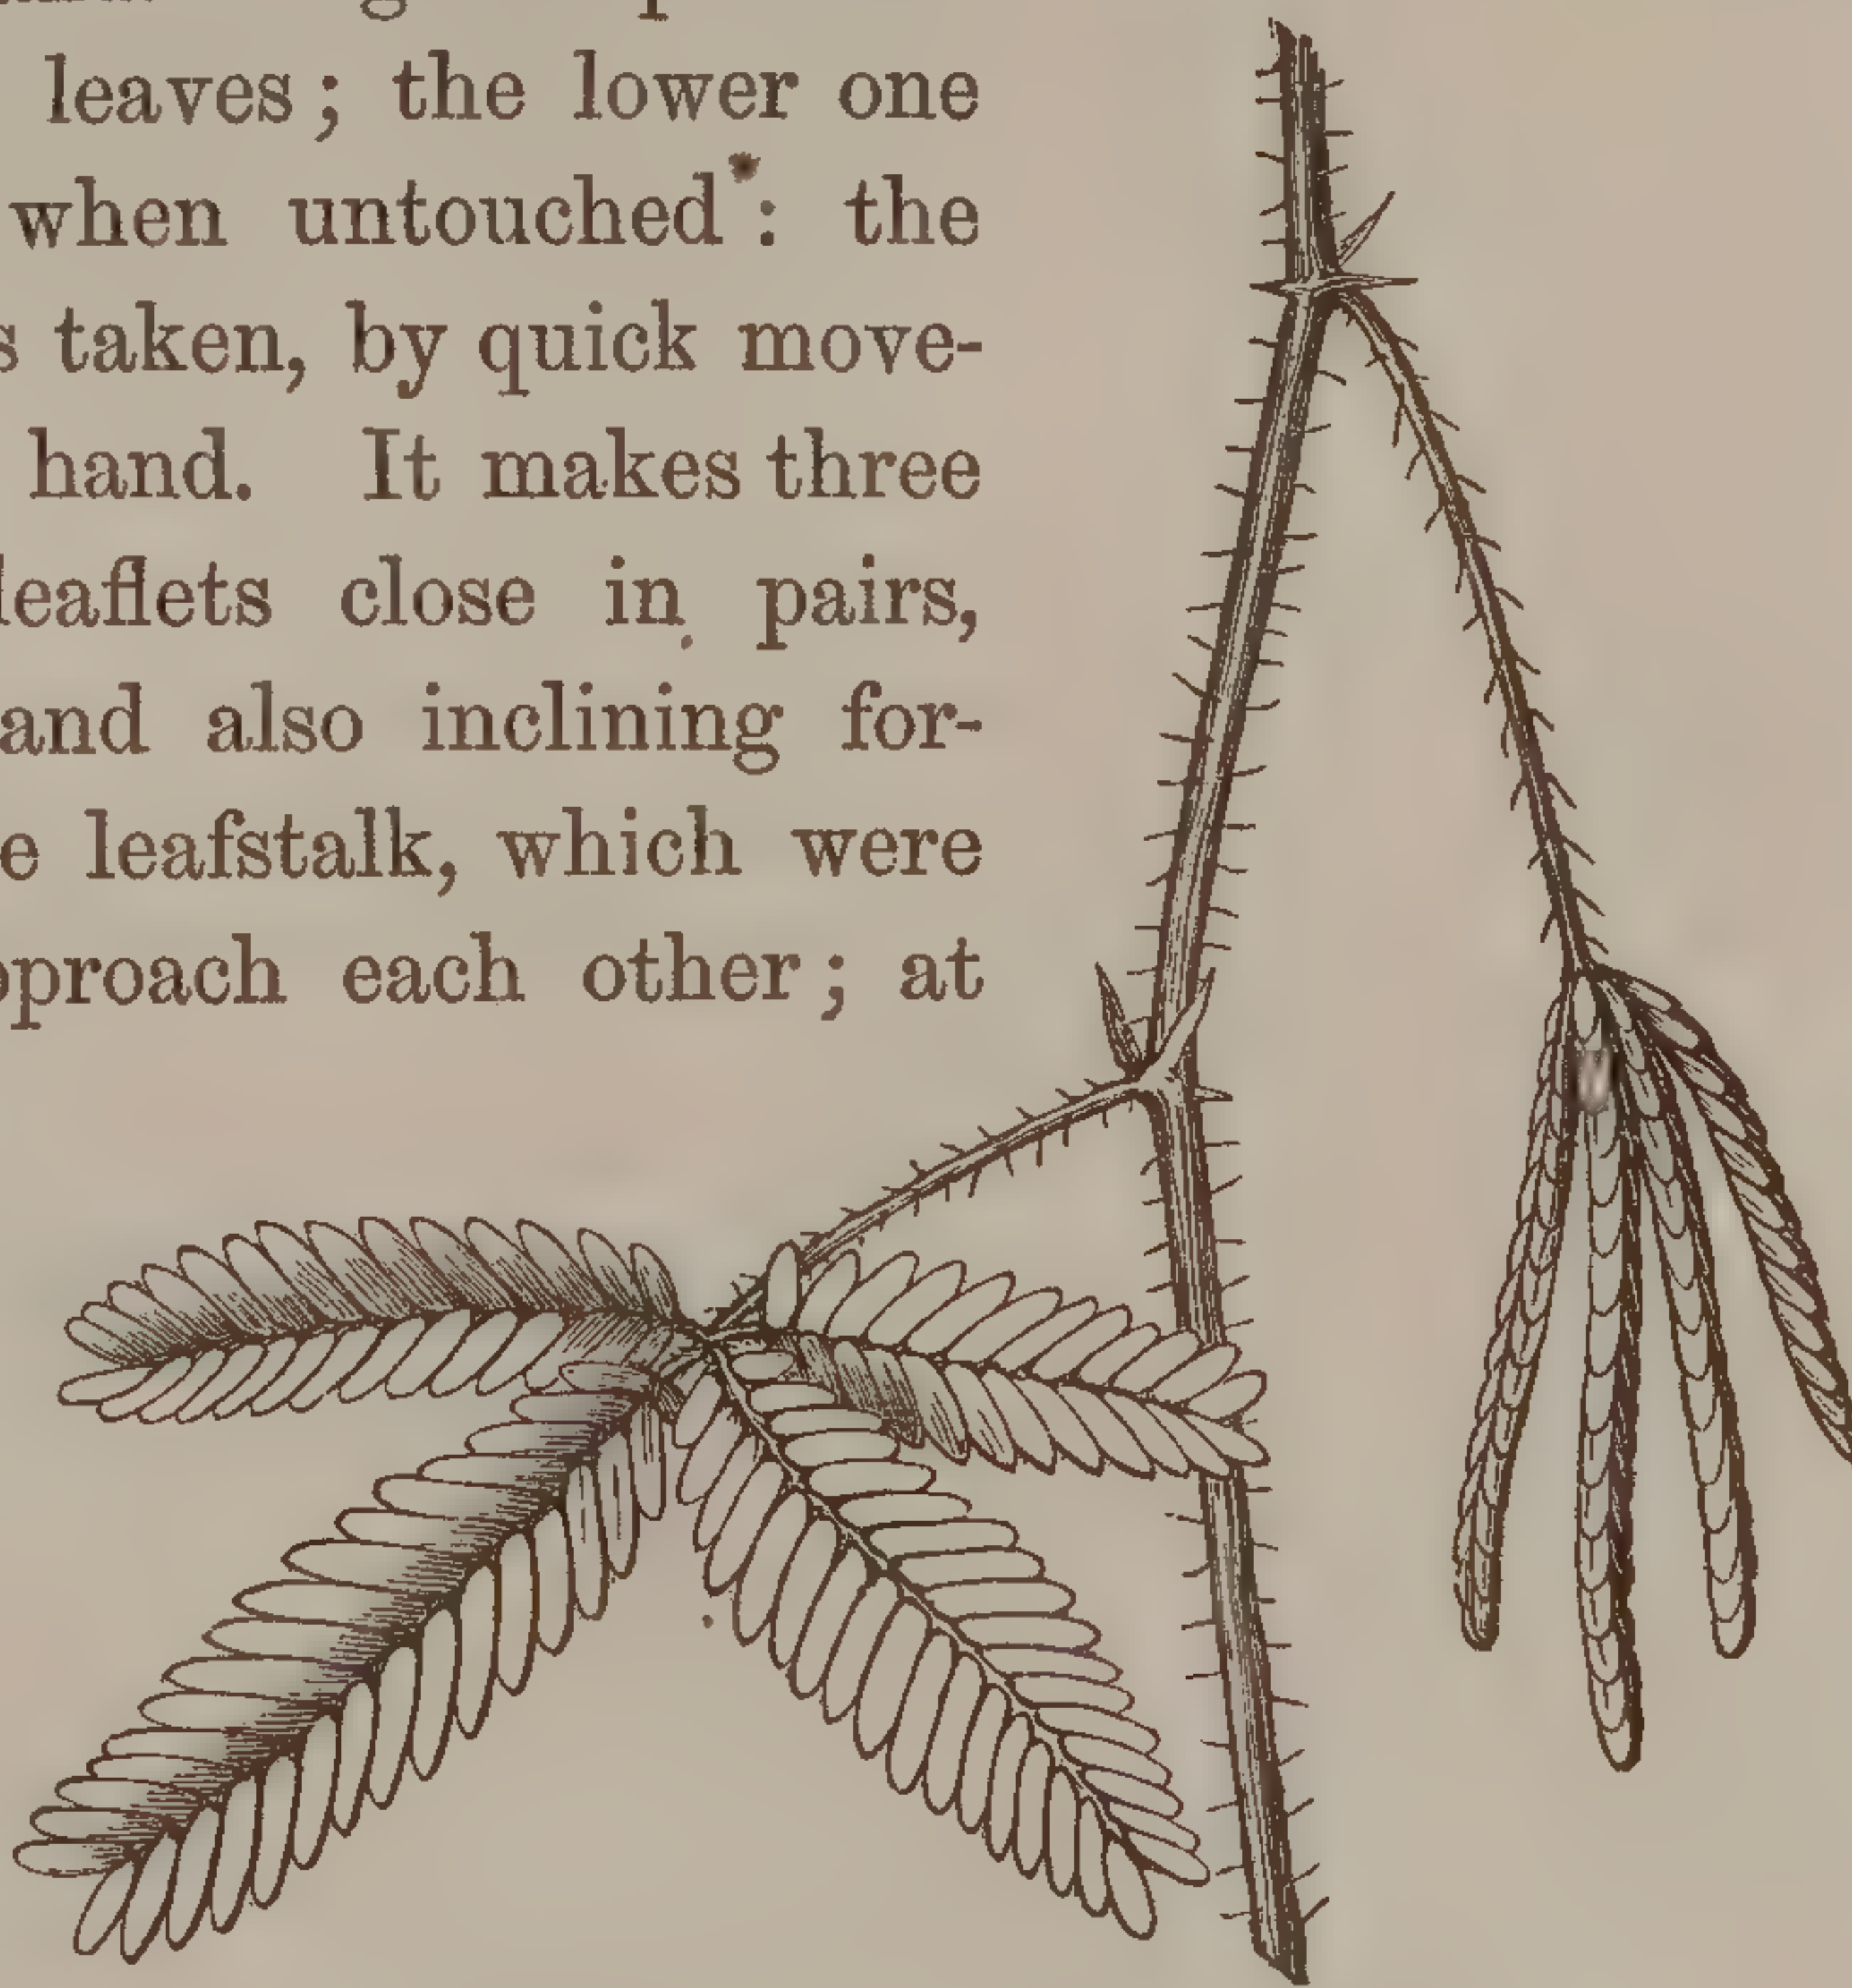 leaves; the lower one
when untouched: the
s taken, by quick move-
hand. It makes three
leaflets close in pairs,
and also inclining for-
e leafstalk, which were
pproach each other; at